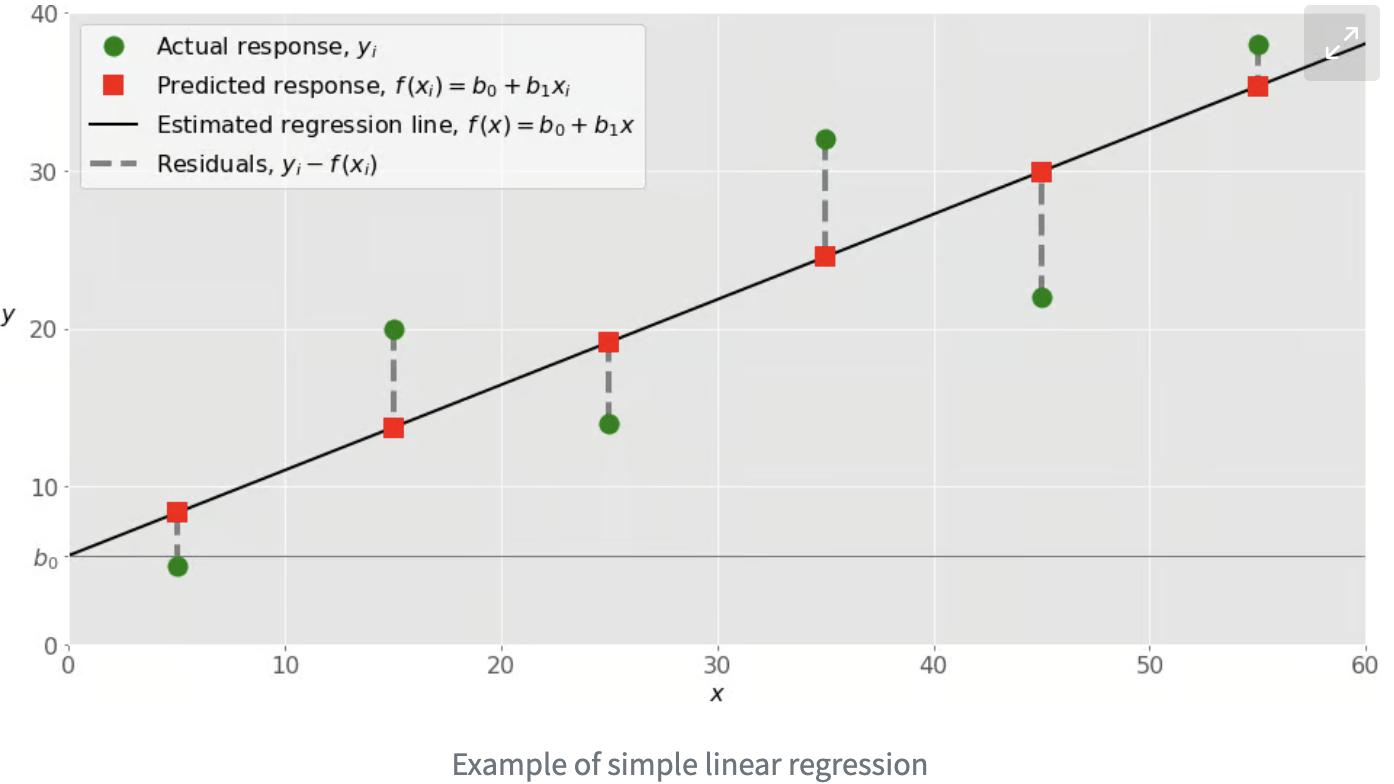 40
Actual response, yᵢ
Predicted response, f(xᵢ) = b₀ + b₁xᵢ
Estimated regression line, f(x) = b₀ + b₁x
Residuals, yᵢ − f(xᵢ)
30
y
20
10
b₀
0
0 10 20 30 40 50 60
x
Example of simple linear regression